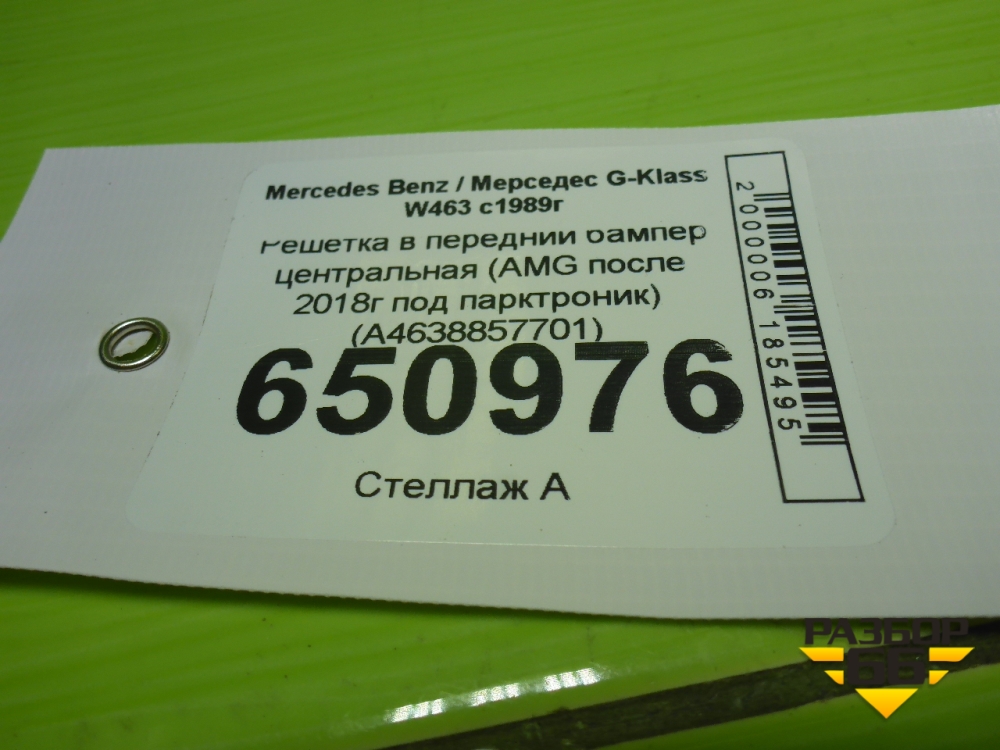 Mercedes Benz / Мерседес G-Klass
W463 с1989г
Решетка в передний бампер
центральная (AMG после
2018г под парктроник)
(A4638857701)
650976
Стеллаж А
2 000006 185495
РАЗБОР
68